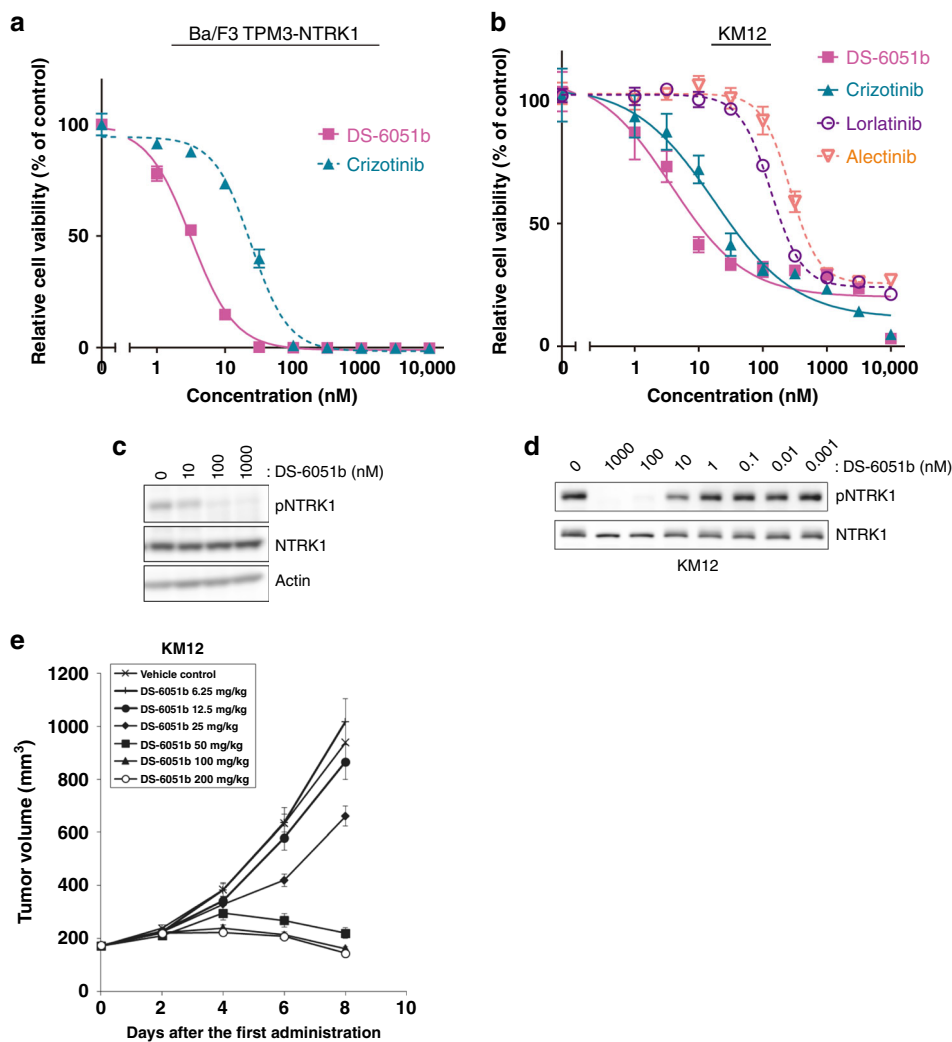 a
Ba/F3 TPM3-NTRK1
Relative cell vaibility (% of control)
100
50
0
DS-6051b
Crizotinib
0 1 10 100 1000 10,000
Concentration (nM)
b
KM12
Relative cell vaibility (% of control)
100
50
0
DS-6051b
Crizotinib
Lorlatinib
Alectinib
0 1 10 100 1000 10,000
Concentration (nM)
c
0 10 100 1000 : DS-6051b (nM)
pNTRK1
NTRK1
Actin
d
0 1000 100 10 1 0.1 0.01 0.001 : DS-6051b (nM)
pNTRK1
NTRK1
KM12
e
KM12
Tumor volume (mm³)
1200
1000
800
600
400
200
0
Vehicle control
DS-6051b 6.25 mg/kg
DS-6051b 12.5 mg/kg
DS-6051b 25 mg/kg
DS-6051b 50 mg/kg
DS-6051b 100 mg/kg
DS-6051b 200 mg/kg
0 2 4 6 8 10
Days after the first administration